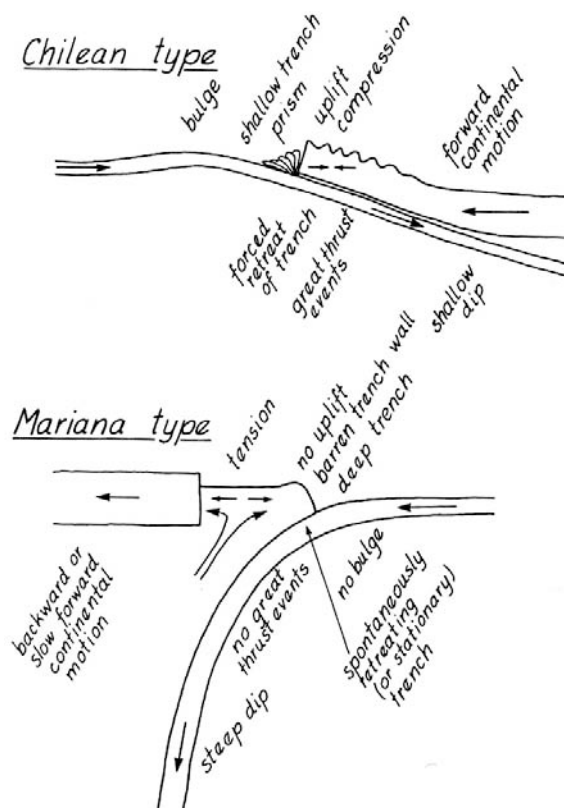 Chilean type
bulge
shallow trench
prism
uplift
compression
forward
continental
motion
forced
retreat
of trench
great thrust
events
shallow
dip
Mariana type
tension
no uplift
barren trench wall
deep trench
backward or
slow forward
continental
motion
no great
thrust events
no bulge
spontaneously
retreating
(or stationary)
trench
steep dip